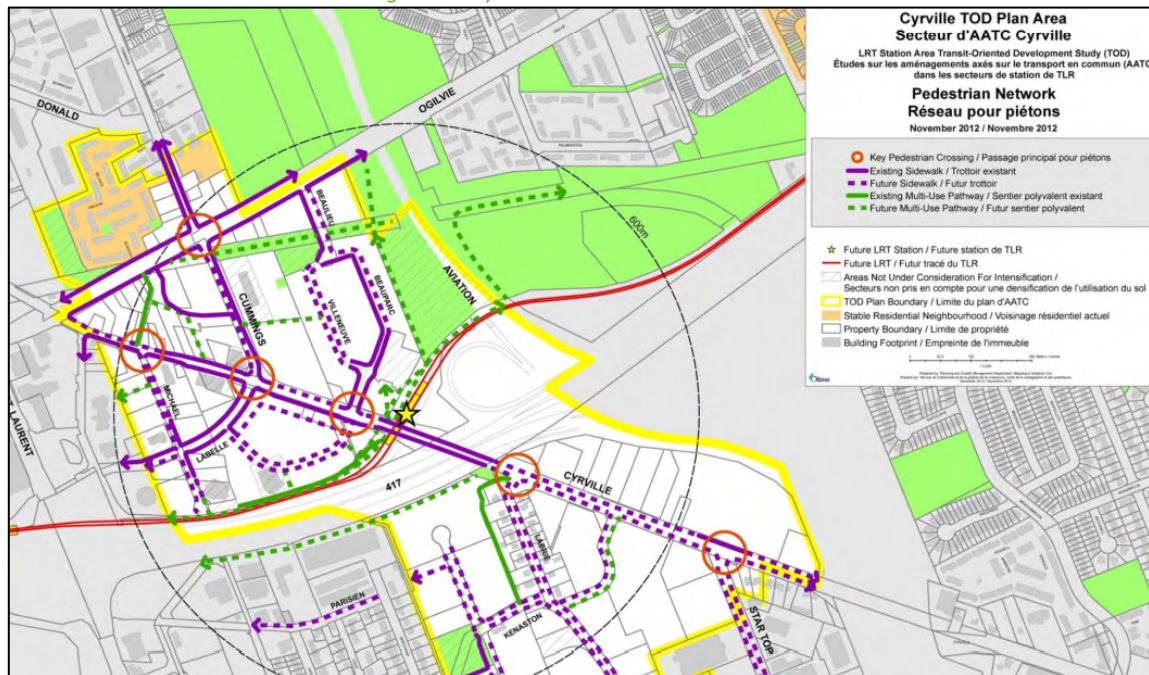 Cyrville TOD Plan Area
Secteur d'AATC Cyrville
LRT Station Area Transit-Oriented Development Study (TOD)
Études sur les aménagements axés sur le transport en commun (AATC)
dans les secteurs de station de TLR
Pedestrian Network
Réseau pour piétons
November 2012 / Novembre 2012
Key Pedestrian Crossing / Passage principal pour piétons
Existing Sidewalk / Trottoir existant
Future Sidewalk / Futur trottoir
Existing Multi-Use Pathway / Sentier polyvalent existant
Future Multi-Use Pathway / Futur sentier polyvalent
Future LRT Station / Future station de TLR
Future LRT / Futur tracé du TLR
Areas Not Under Consideration For Intensification /
Secteurs non pris en compte pour une densification de l'utilisation du sol
TOD Plan Boundary / Limite du plan d'AATC
Stable Residential Neighbourhood / Voisinage résidentiel actuel
Property Boundary / Limite de propriété
Building Footprint / Empreinte de l'immeuble
DONALD
OGILVIE
BEAULIEU
600m
AVIATION
BEAUPARC
CUMMINGS
VILLENEUVE
MICHAEL
LABELLE
T LAURENT
417
CYRVILLE
LABRIE
PARISIEN
KENASTON
STAR TOP